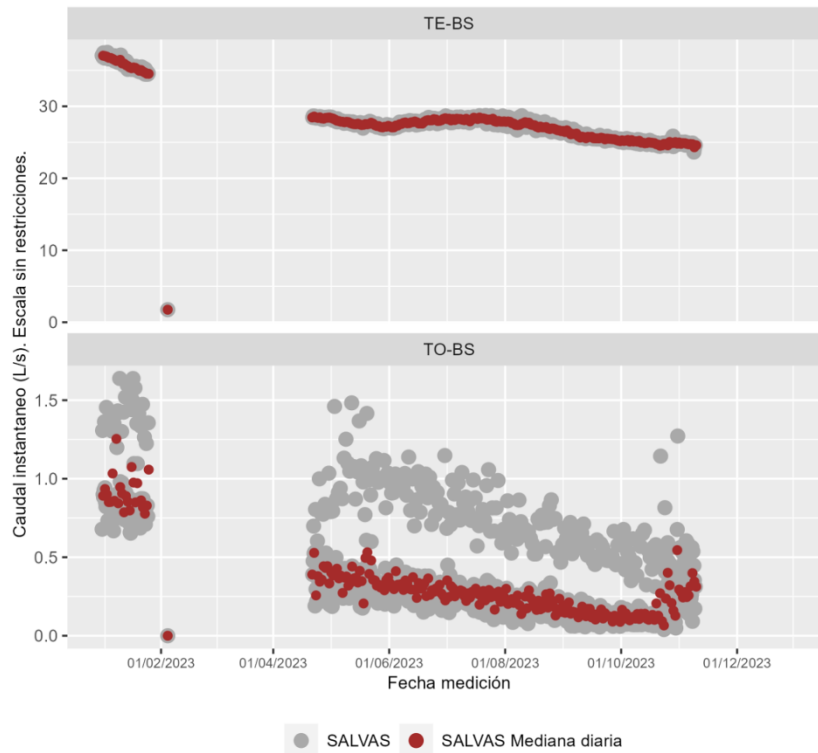 TE-BS
30
20
10
0
TO-BS
1.5
1.0
0.5
0.0
Caudal instantaneo (L/s). Escala sin restricciones.
01/02/2023 01/04/2023 01/06/2023 01/08/2023 01/10/2023 01/12/2023
Fecha medición
SALVAS SALVAS Mediana diaria